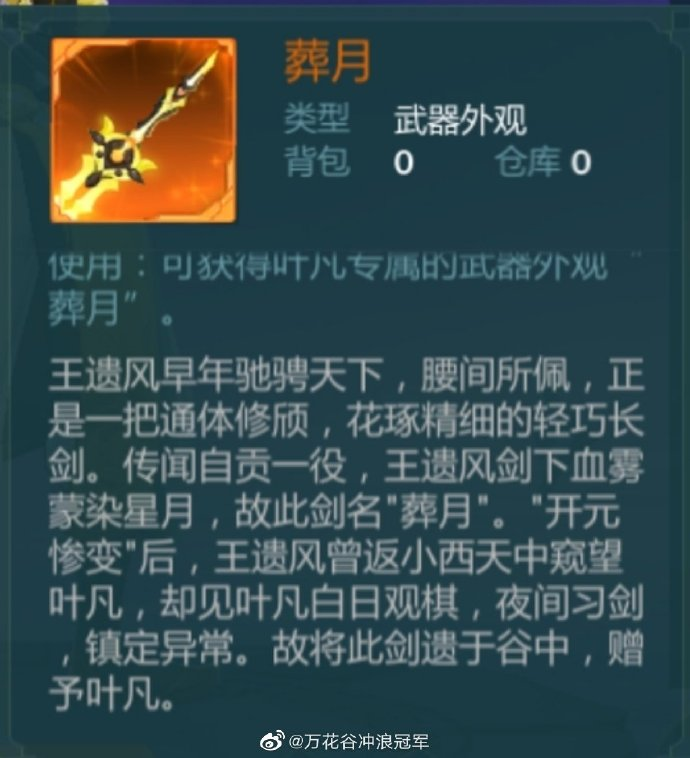 葬月
类型 武器外观
背包 0 仓库 0
使用：可获得叶凡专属的武器外观“
葬月”。
王遗风早年驰骋天下，腰间所佩，正
是一把通体修颀，花琢精细的轻巧长
剑。传闻自贡一役，王遗风剑下血雾
蒙染星月，故此剑名"葬月"。"开元
惨变"后，王遗风曾返小西天中窥望
叶凡，却见叶凡白日观棋，夜间习剑
，镇定异常。故将此剑遗于谷中，赠
予叶凡。
@万花谷冲浪冠军